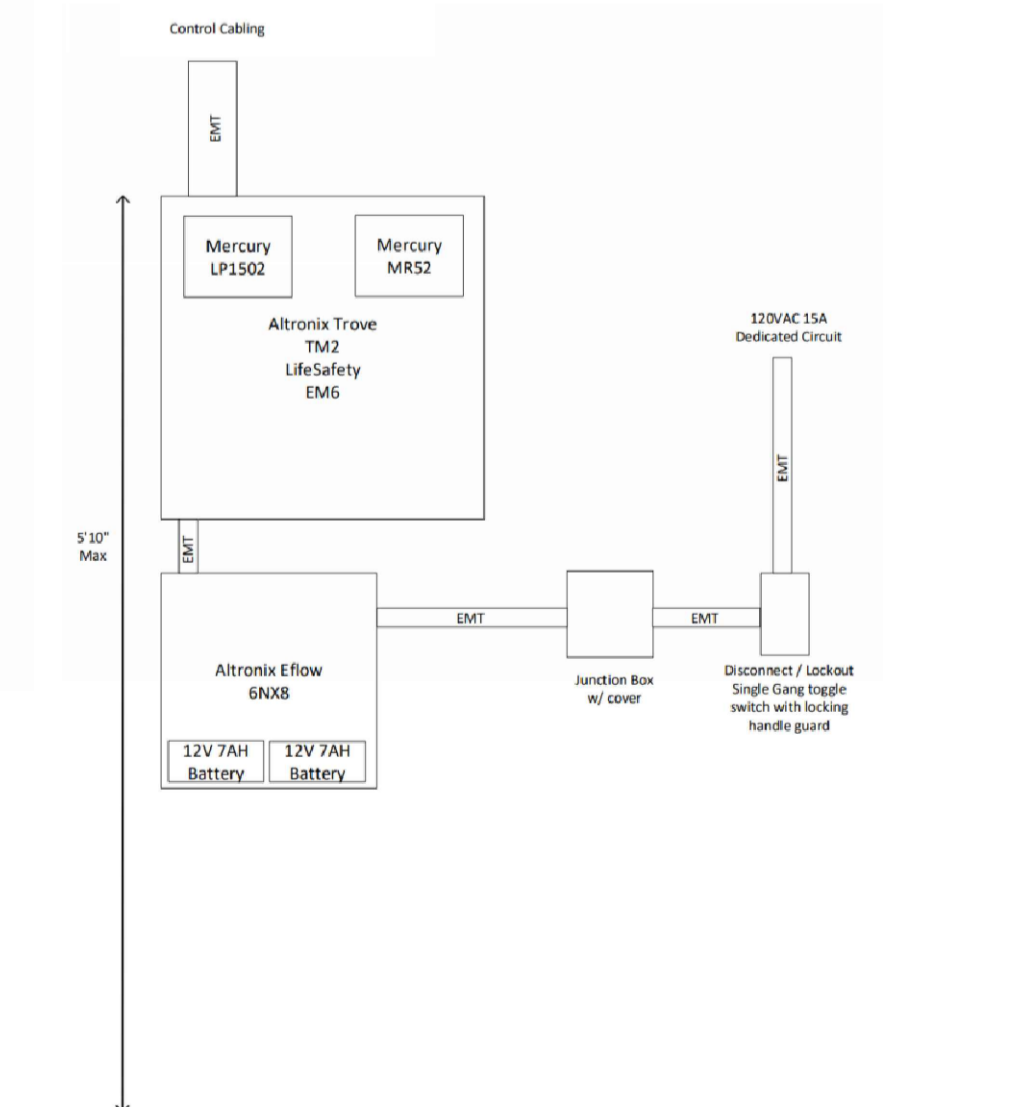 Control Cabling
EMT
Mercury
LP1502
Mercury
MR52
Altronix Trove
TM2
LifeSafety
EM6
120VAC 15A
Dedicated Circuit
EMT
5'10"
Max
EMT
EMT
EMT
Altronix Eflow
6NX8
Junction Box
w/ cover
Disconnect / Lockout
Single Gang toggle
switch with locking
handle guard
12V 7AH
Battery
12V 7AH
Battery